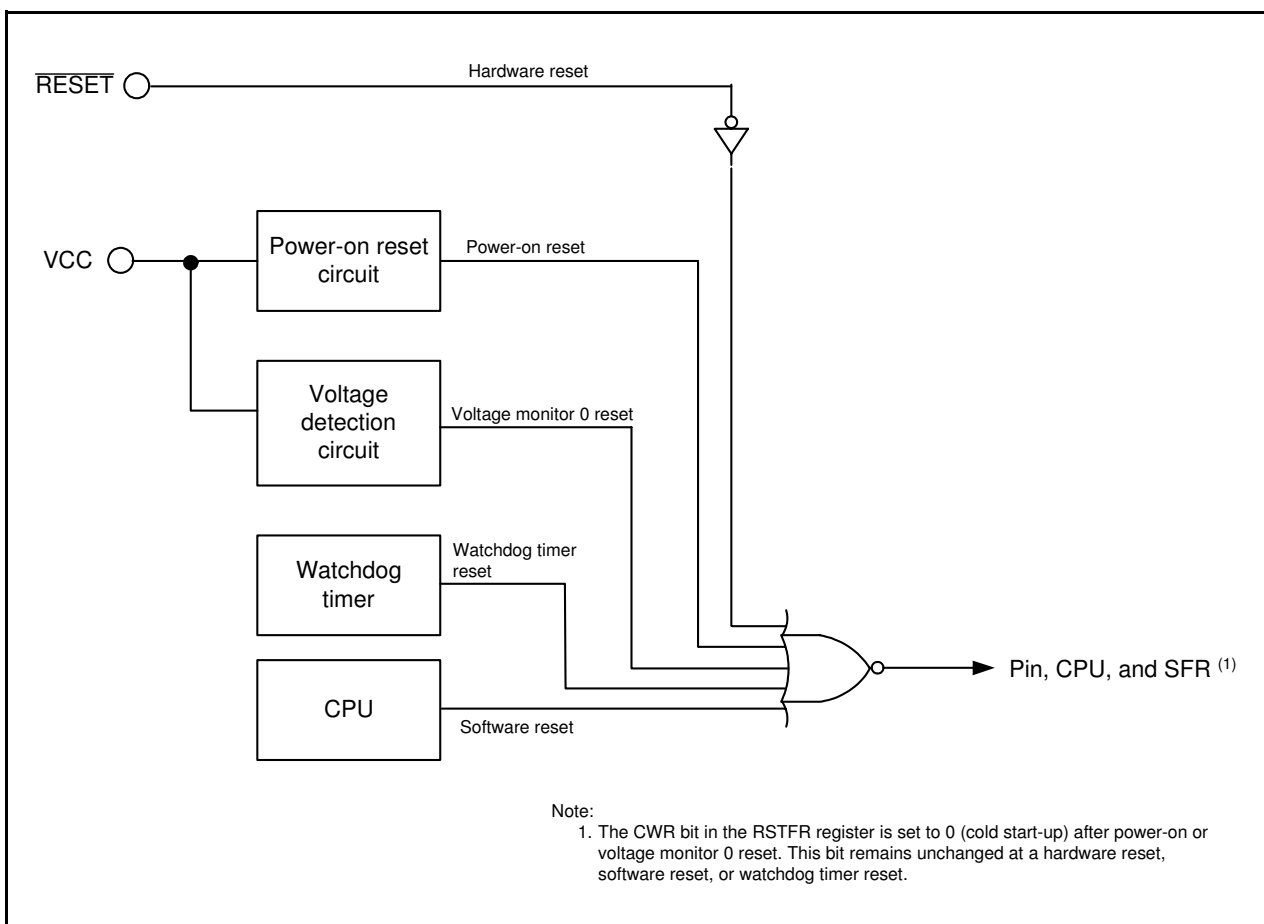 Hardware reset
RESET
Power-on reset
circuit
Power-on reset
VCC
Voltage
detection
circuit
Voltage monitor 0 reset
Watchdog
timer
Watchdog timer
reset
CPU
Software reset
Pin, CPU, and SFR (1)
Note:
1. The CWR bit in the RSTFR register is set to 0 (cold start-up) after power-on or
voltage monitor 0 reset. This bit remains unchanged at a hardware reset,
software reset, or watchdog timer reset.